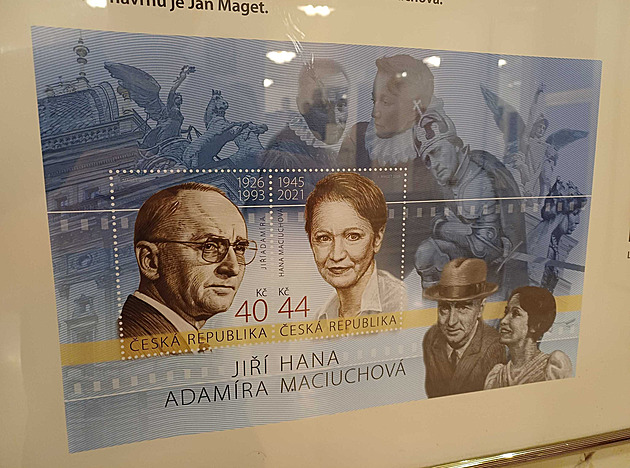 návrhu je Jan Maget.
1926
1993
JIŘÍ ADAMÍRA
1945
2021
HANA MACIUCHOVÁ
Kč
40
Kč
44
ČESKÁ REPUBLIKA
ČESKÁ REPUBLIKA
JIŘÍ HANA
ADAMÍRA MACIUCHOVÁ